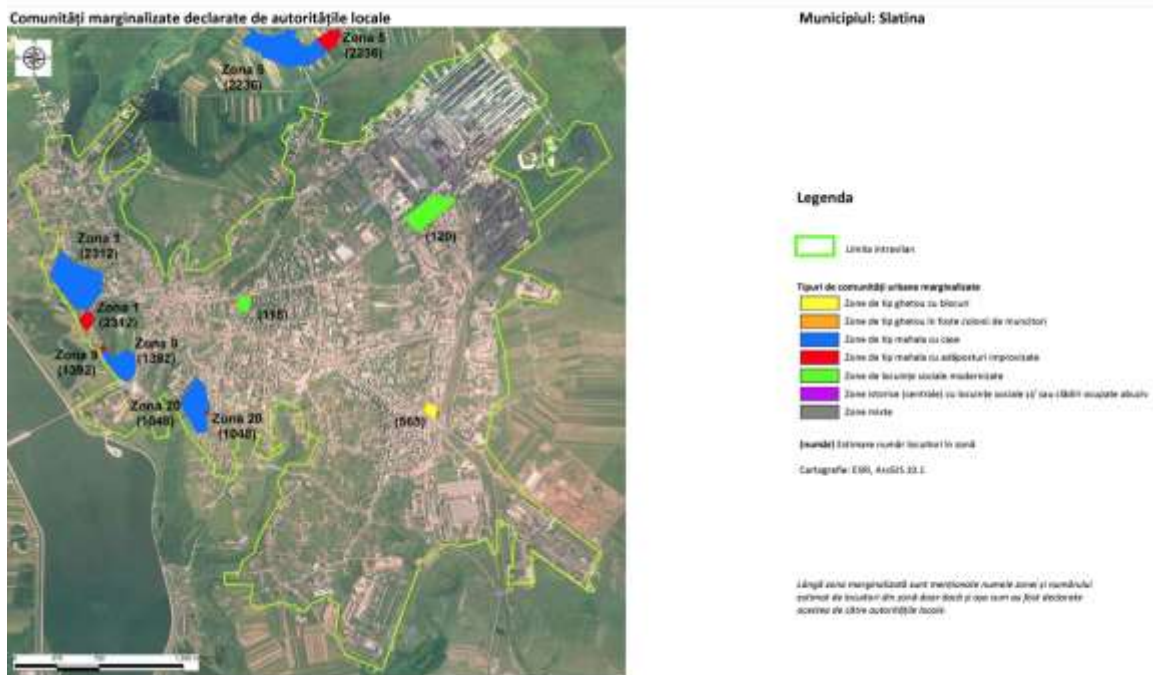 Comunități marginalizate declarate de autoritățile locale
Municipiul: Slatina
Zona 5
(2236)
Zona 6
(2236)
(120)
(2312)
Zona 1
(2312)
(115)
Zona 9
(1392)
(1392)
Zona 20
(1048)
Zona 20
(1048)
(563)
Legenda
Limita intravilan
Tipuri de comunități urbane marginalizate
Zone de tip ghetou cu blocuri
Zone de tip ghetou în foste colonii de muncitori
Zone de tip mahala cu case
Zone de tip mahala cu adăposturi improvizate
Zone de locuințe sociale modernizate
Zone istorice (centrale) cu locuințe sociale și/ sau clădiri ocupate abuziv
Zone mixte
(număr) Estimare număr locuitori în zonă
Cartografie: ESRI, ArcGIS 10.1.
Lângă zona marginalizată sunt menționate numele zonei și numărul
estimat de locuitori din zonă doar dacă și așa cum au fost declarate
acestea de către autoritățile locale.